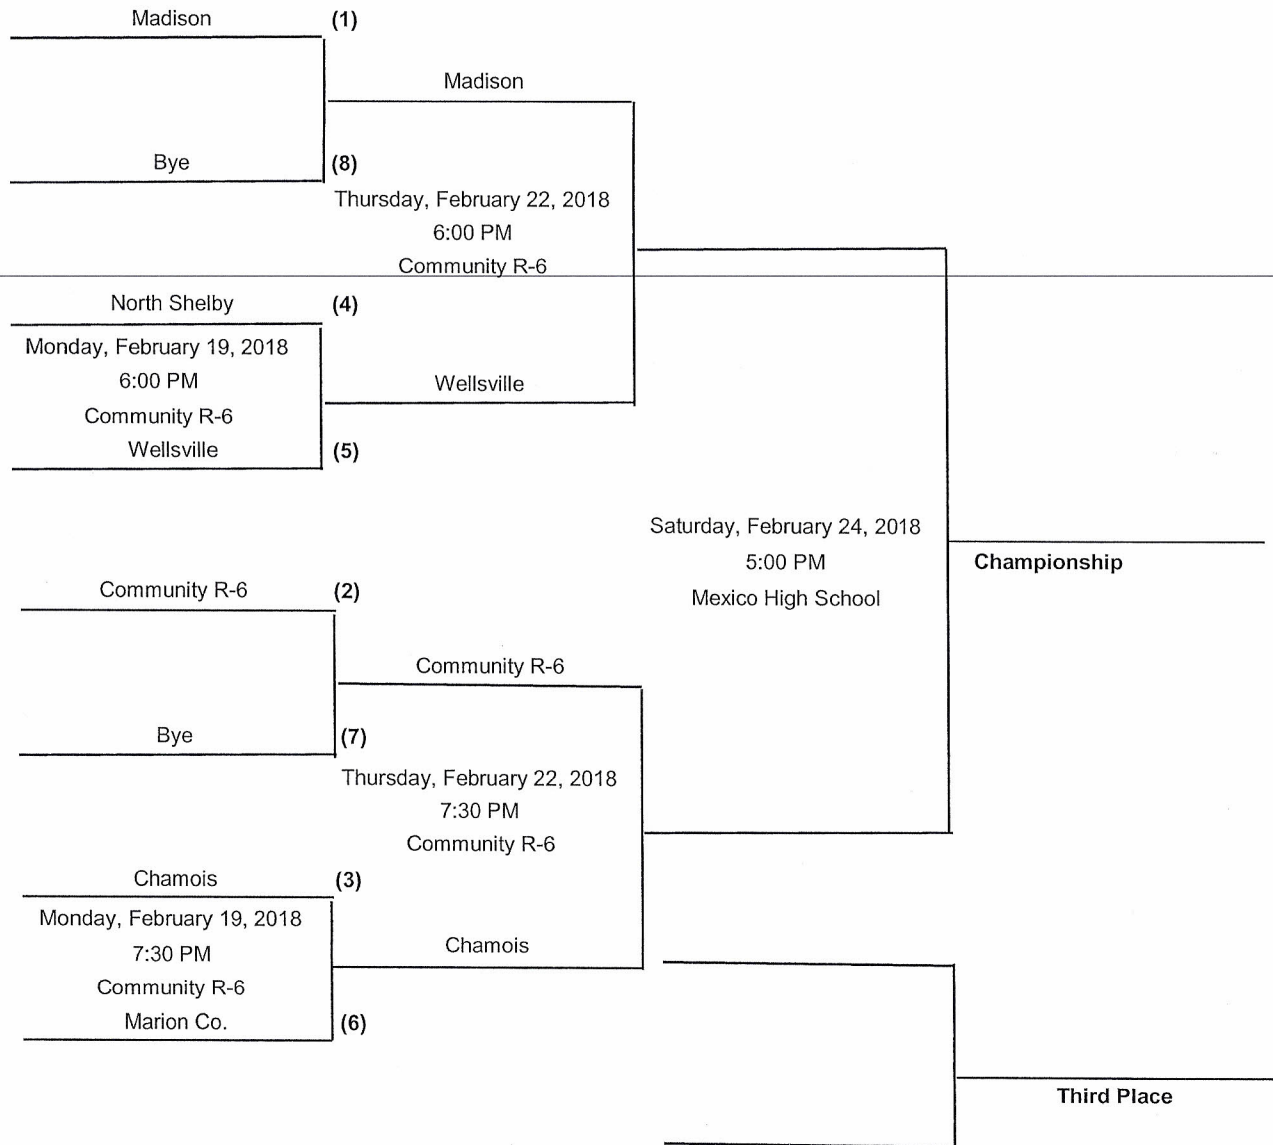 Madison (1)
Madison
Bye (8)
Thursday, February 22, 2018
6:00 PM
Community R-6
North Shelby (4)
Monday, February 19, 2018
6:00 PM
Community R-6
Wellsville (5)
Wellsville
Saturday, February 24, 2018
5:00 PM
Mexico High School
Championship
Community R-6 (2)
Community R-6
Bye (7)
Thursday, February 22, 2018
7:30 PM
Community R-6
Chamois (3)
Monday, February 19, 2018
7:30 PM
Community R-6
Marion Co. (6)
Chamois
Third Place